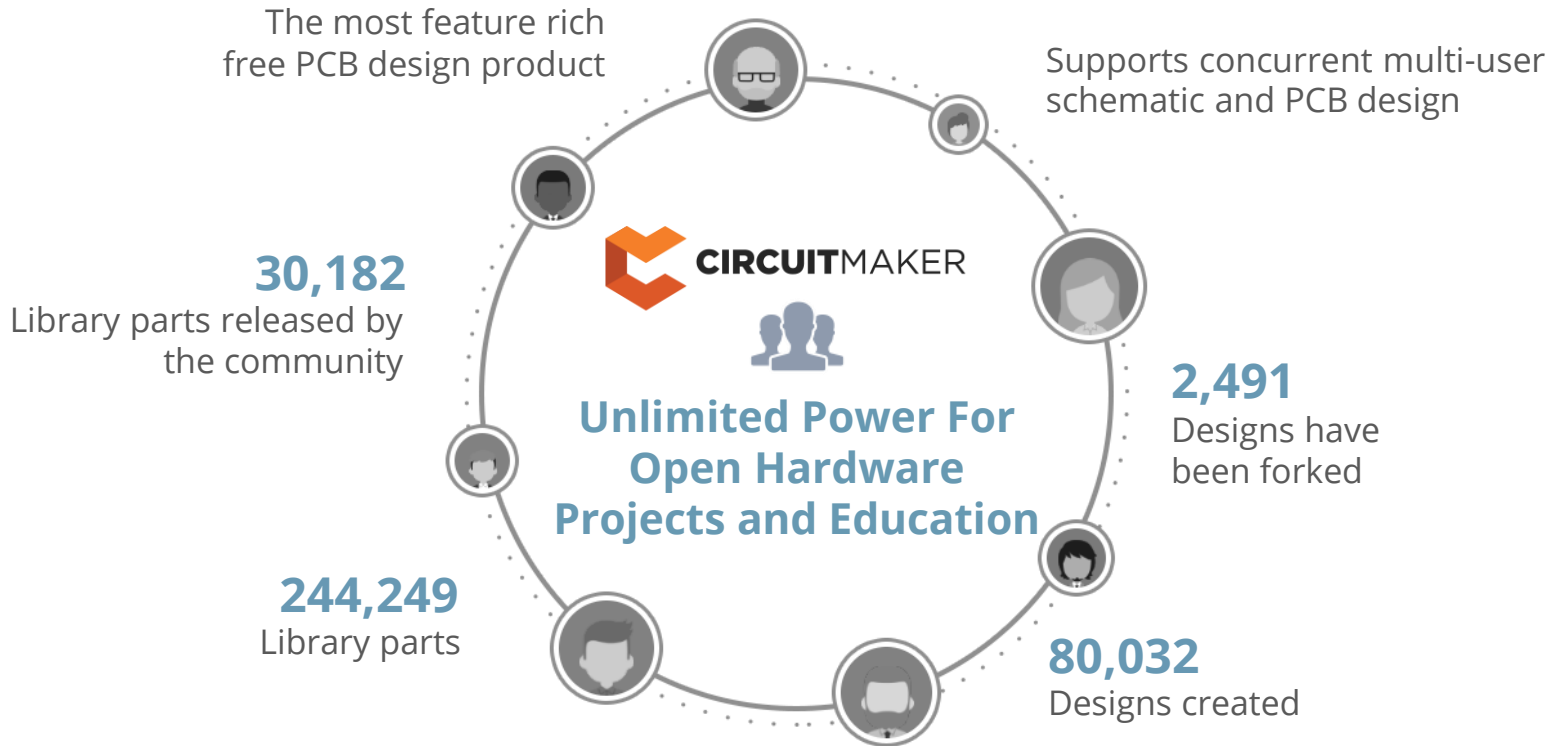 The most feature rich
free PCB design product
Supports concurrent multi-user
schematic and PCB design
CIRCUITMAKER
30,182
Library parts released by
the community
Unlimited Power For
Open Hardware
Projects and Education
2,491
Designs have
been forked
244,249
Library parts
80,032
Designs created